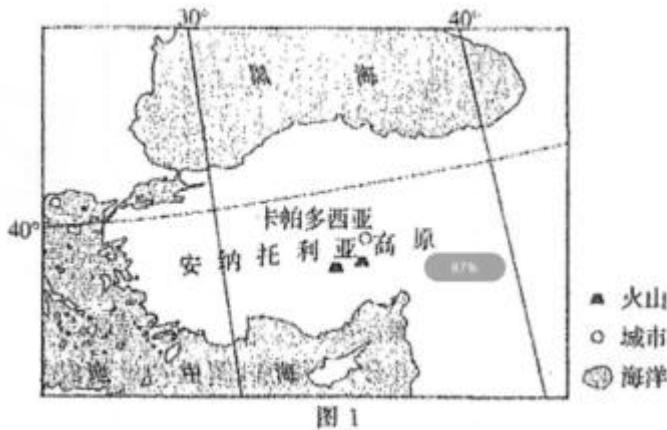 30° 40°
黑 海
40°
卡帕多西亚
安纳托利亚高原
87%
火山
城市
海洋
地 中 海
图 1